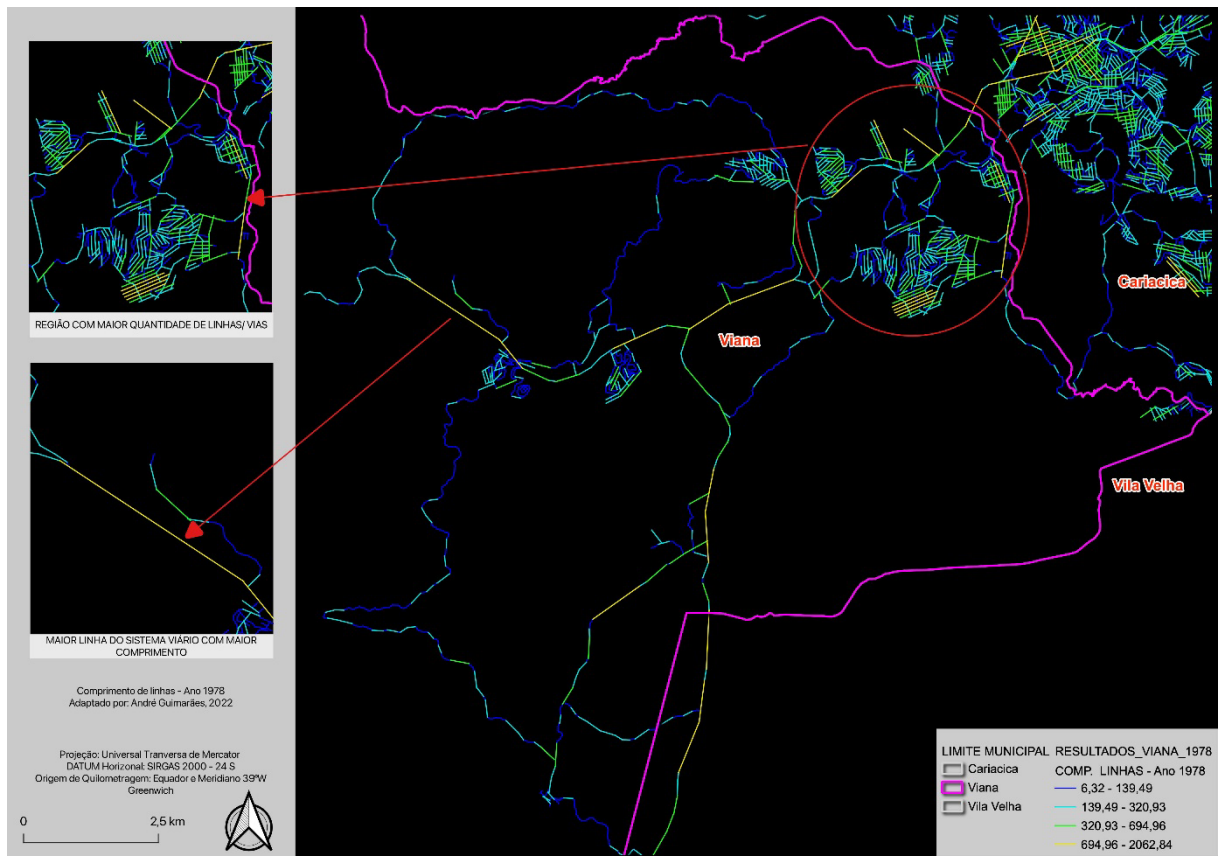 REGIÃO COM MAIOR QUANTIDADE DE LINHAS/ VIAS
MAIOR LINHA DO SISTEMA VIÁRIO COM MAIOR
COMPRIMENTO
Comprimento de linhas - Ano 1978
Adaptado por: André Guimarães, 2022
Projeção: Universal Tranversa de Mercator
DATUM Horizonal: SIRGAS 2000 - 24 S
Origem de Quilometragem: Equador e Meridiano 39ºW
Greenwich
0 2,5 km
Cariacica
Viana
Vila Velha
LIMITE MUNICIPAL
Cariacica
Viana
Vila Velha
RESULTADOS_VIANA_1978
COMP. LINHAS - Ano 1978
6,32 - 139,49
139,49 - 320,93
320,93 - 694,96
694,96 - 2062,84